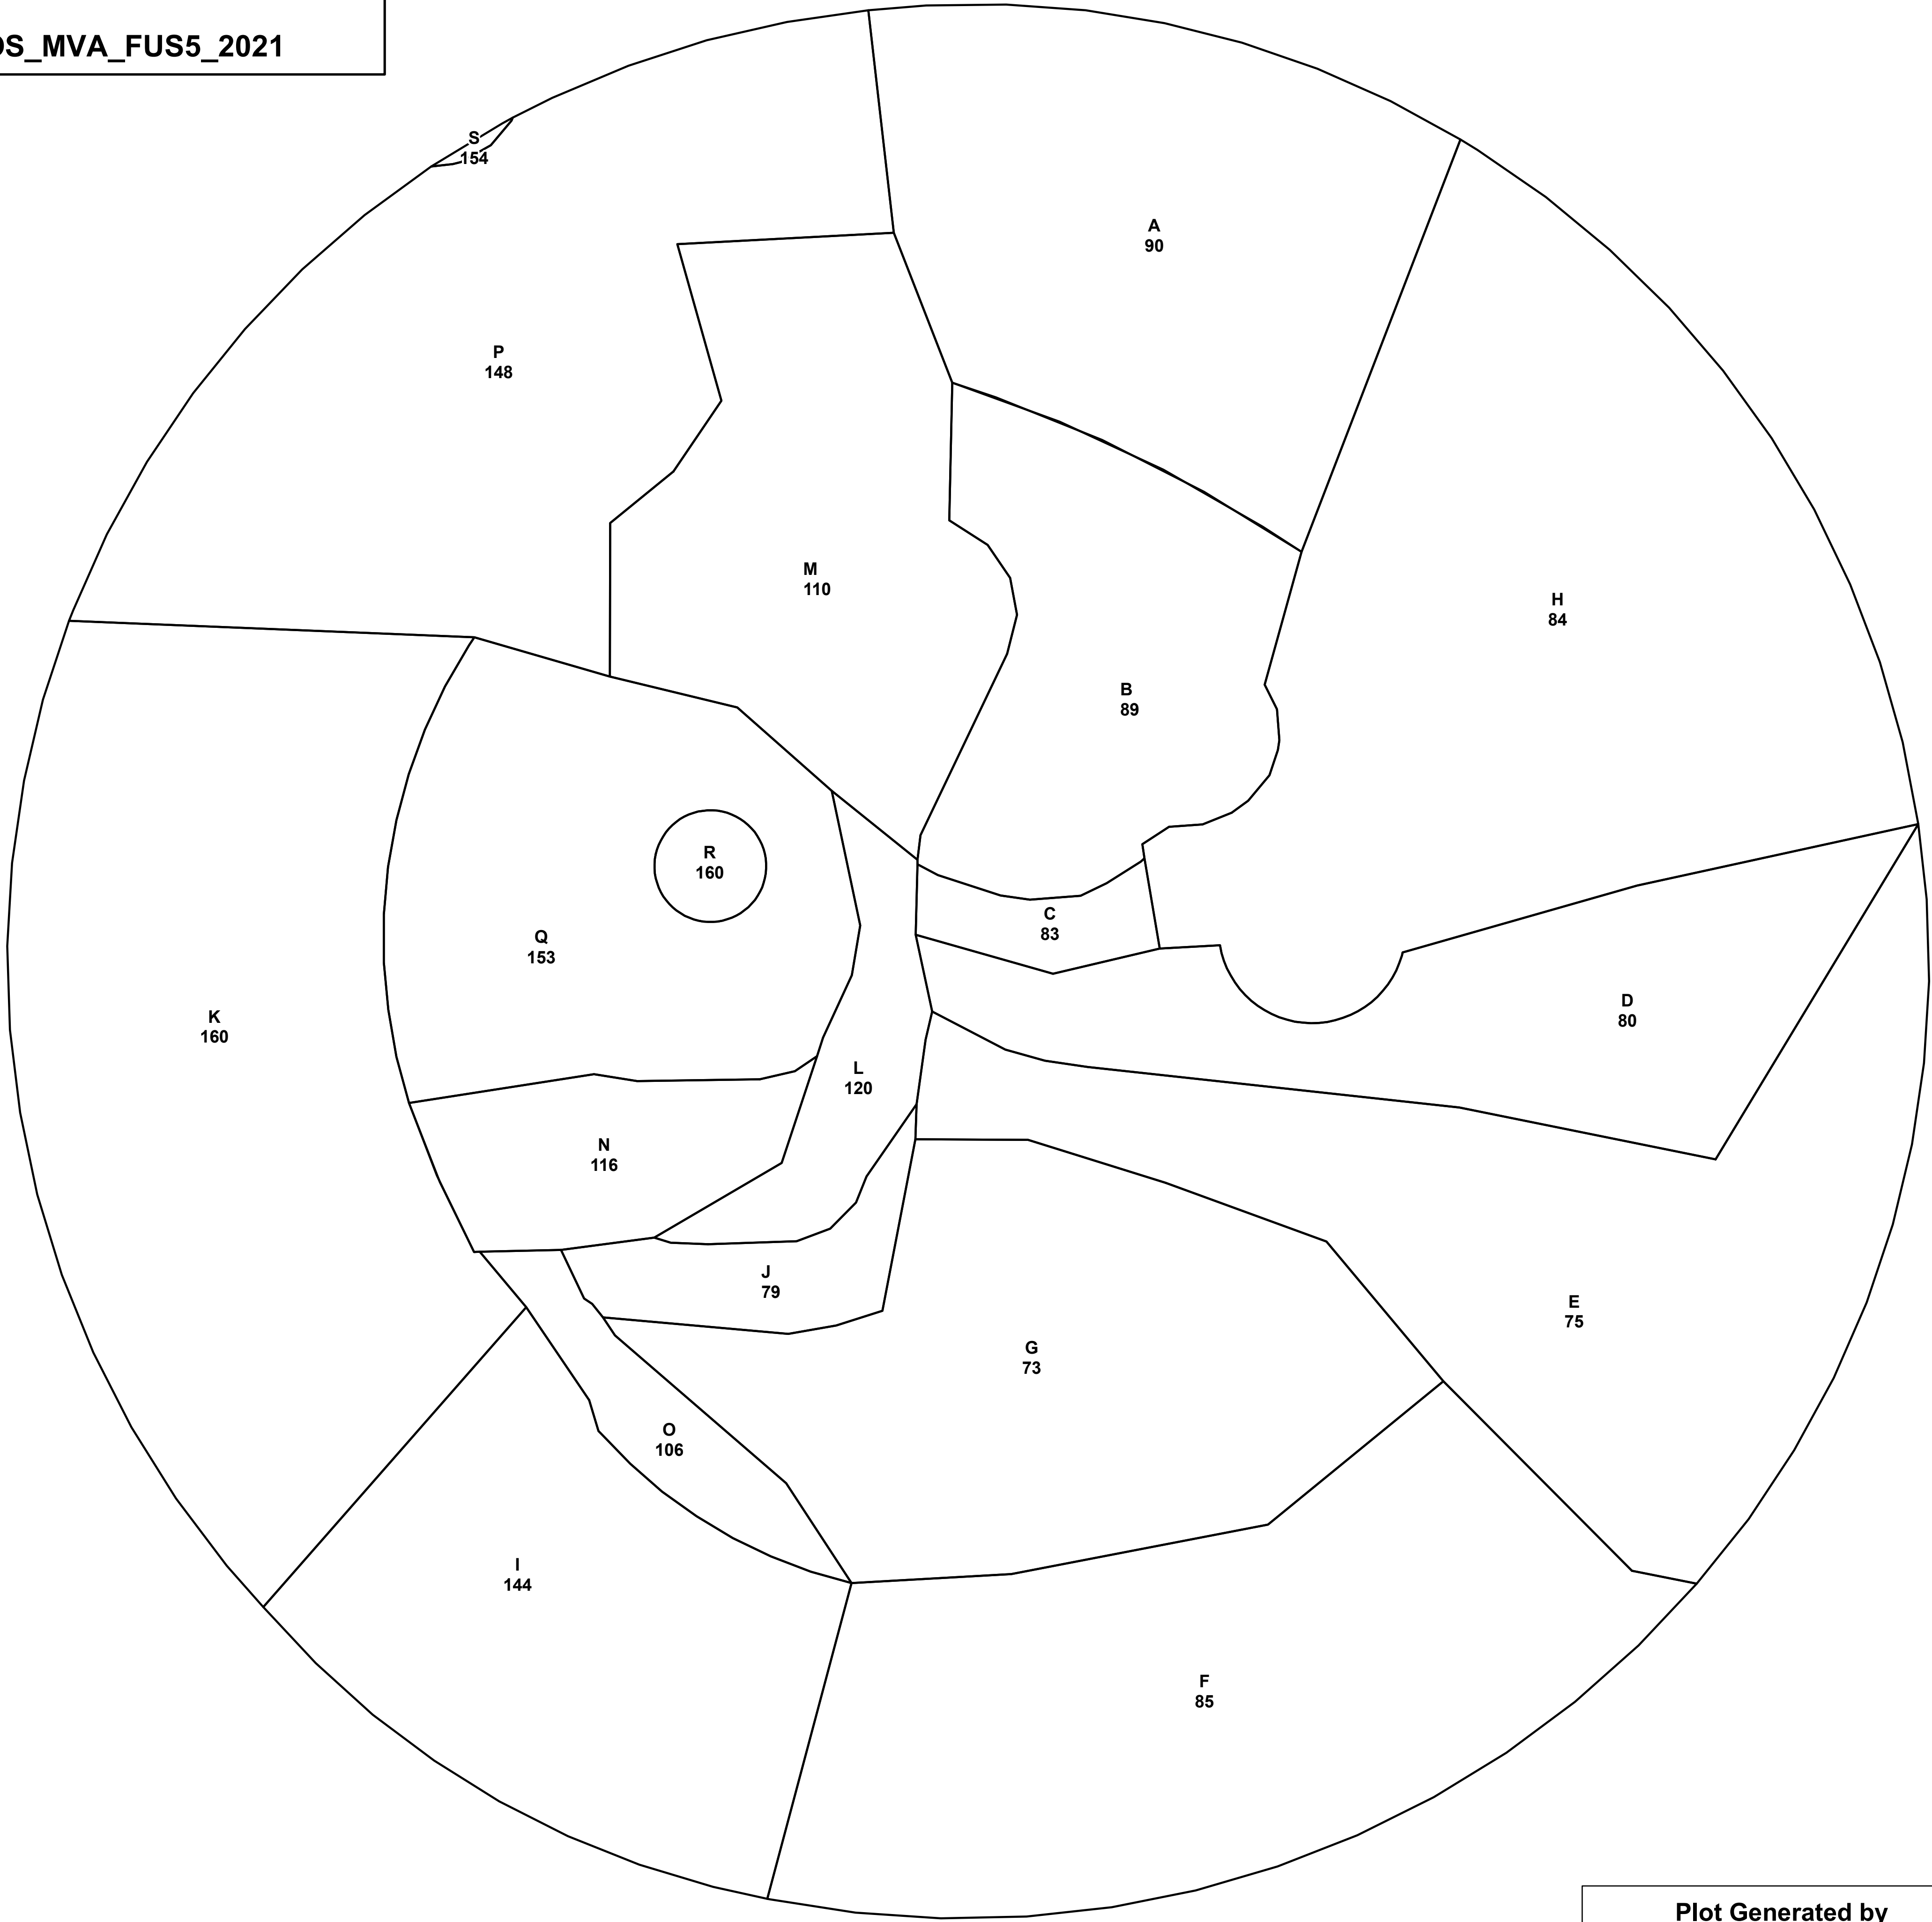 DS_MVA_FUS5_2021
S
154
A
90
P
148
M
110
H
84
B
89
R
160
C
83
Q
153
D
80
K
160
L
120
N
116
J
79
E
75
G
73
O
106
I
144
F
85
Plot Generated by